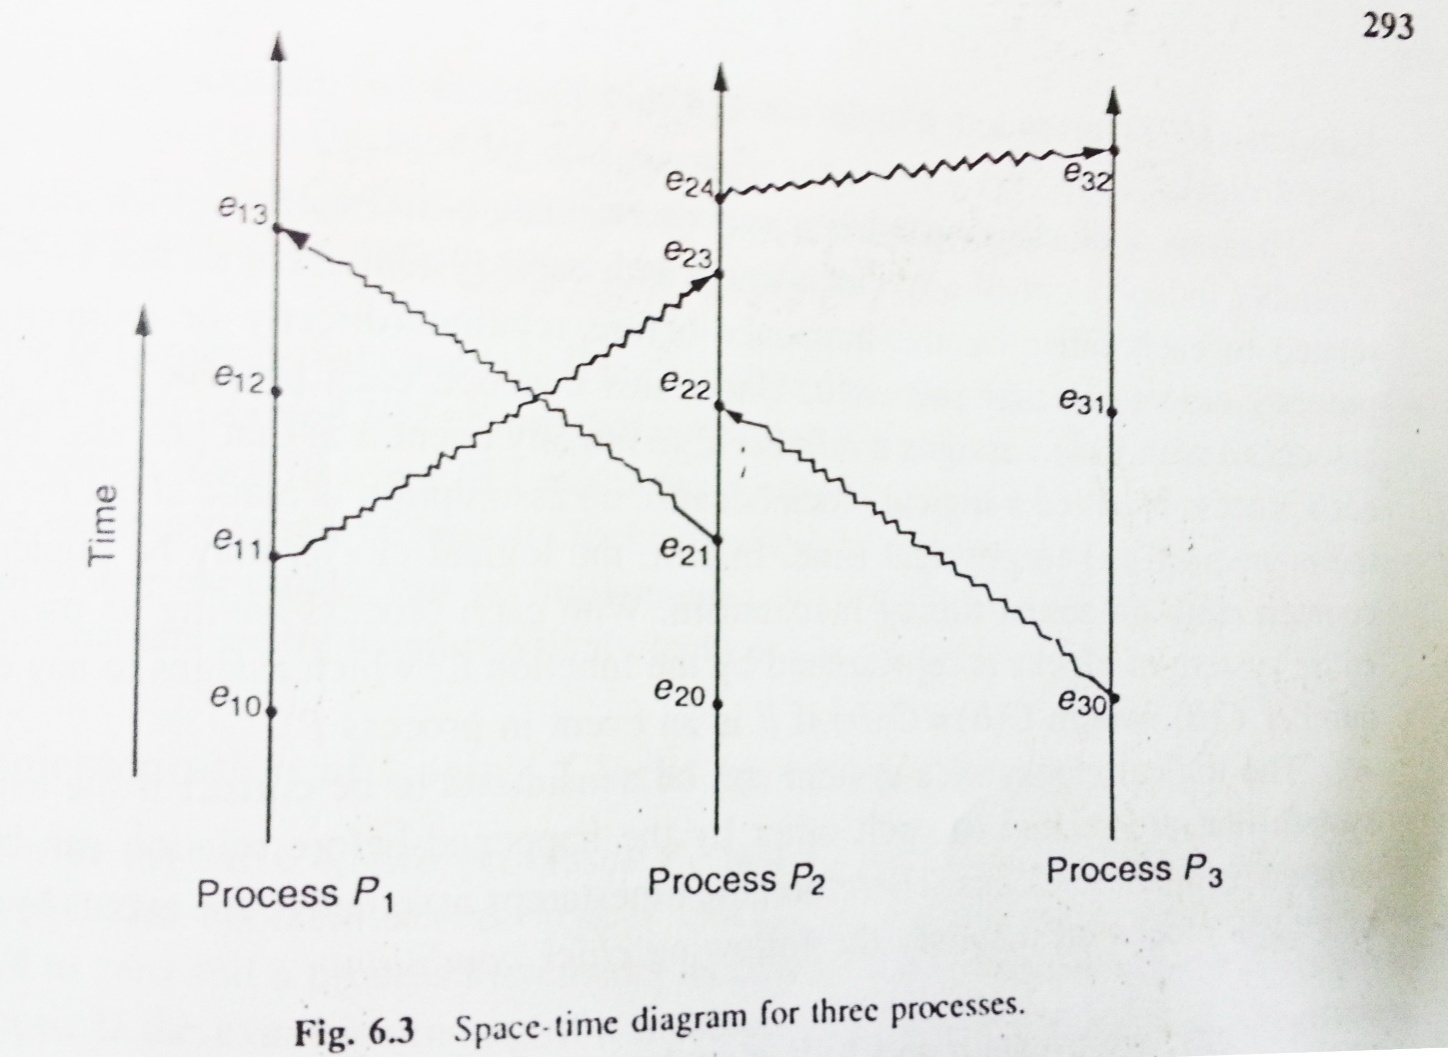 293
e24
e32
e13
e23
e12
e22
e31
Time
e11
e21
e10
e20
e30
Process P1
Process P2
Process P3
Fig. 6.3 Space-time diagram for three processes.